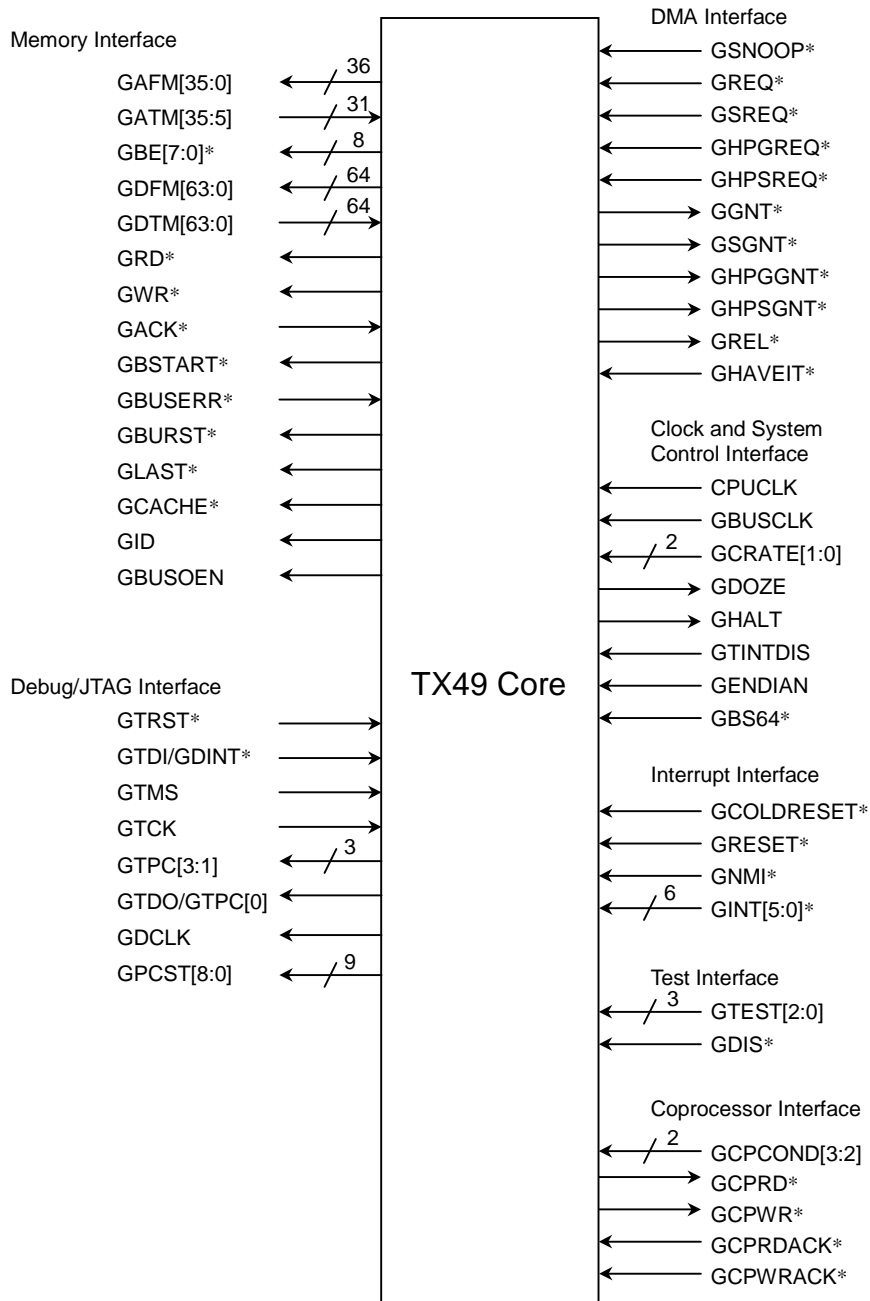 Memory Interface
GAFM[35:0] 36
GATM[35:5] 31
GBE[7:0]* 8
GDFM[63:0] 64
GDTM[63:0] 64
GRD*
GWR*
GACK*
GBSTART*
GBUSERR*
GBURST*
GLAST*
GCACHE*
GID
GBUSOEN
Debug/JTAG Interface
GTRST*
GTDI/GDINT*
GTMS
GTCK
GTPC[3:1] 3
GTDO/GTPC[0]
GDCLK
GPCST[8:0] 9
TX49 Core
DMA Interface
GSNOOP*
GREQ*
GSREQ*
GHPGREQ*
GHPSREQ*
GGNT*
GSGNT*
GHPGGNT*
GHPSGNT*
GREL*
GHAVEIT*
Clock and System
Control Interface
CPUCLK
GBUSCLK
2 GCRATE[1:0]
GDOZE
GHALT
GTINTDIS
GENDIAN
GBS64*
Interrupt Interface
GCOLDRESET*
GRESET*
GNMI*
6 GINT[5:0]*
Test Interface
3 GTEST[2:0]
GDIS*
Coprocessor Interface
2 GCPCOND[3:2]
GCPRD*
GCPWR*
GCPRDACK*
GCPWRACK*